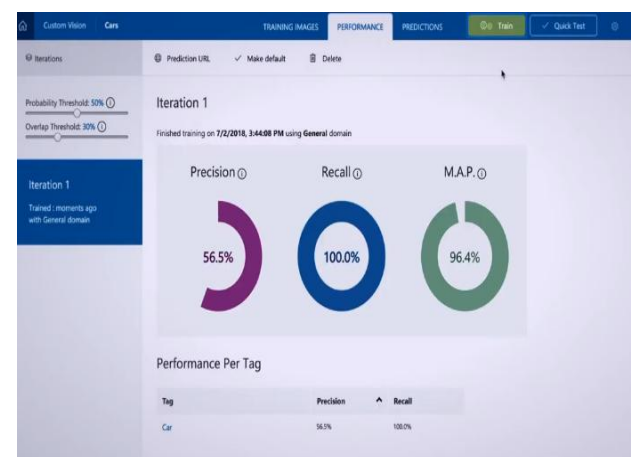 Custom Vision Cars TRAINING IMAGES PERFORMANCE PREDICTIONS Train Quick Test
Iterations Prediction URL Make default Delete
Probability Threshold: 50%
Overlap Threshold: 30%
Iteration 1
Trained : moments ago
with General domain
Iteration 1
Finished training on 7/2/2018, 3:44:08 PM using General domain
Precision Recall M.A.P.
56.5% 100.0% 96.4%
Performance Per Tag
Tag Precision Recall
Car 56.5% 100.0%